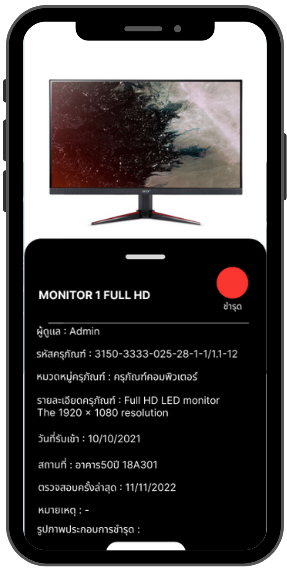 acer
MONITOR 1 FULL HD
ชำรุด
ผู้ดูแล : Admin
รหัสครุภัณฑ์ : 3150-3333-025-28-1-1/1.1-12
หมวดหมู่ครุภัณฑ์ : ครุภัณฑ์คอมพิวเตอร์
รายละเอียดครุภัณฑ์ : Full HD LED monitor
The 1920 × 1080 resolution
วันที่รับเข้า : 10/10/2021
สถานที่ : อาคาร50ปี 18A301
ตรวจสอบครั้งล่าสุด : 11/11/2022
หมายเหตุ : -
รูปภาพประกอบการชำรุด :